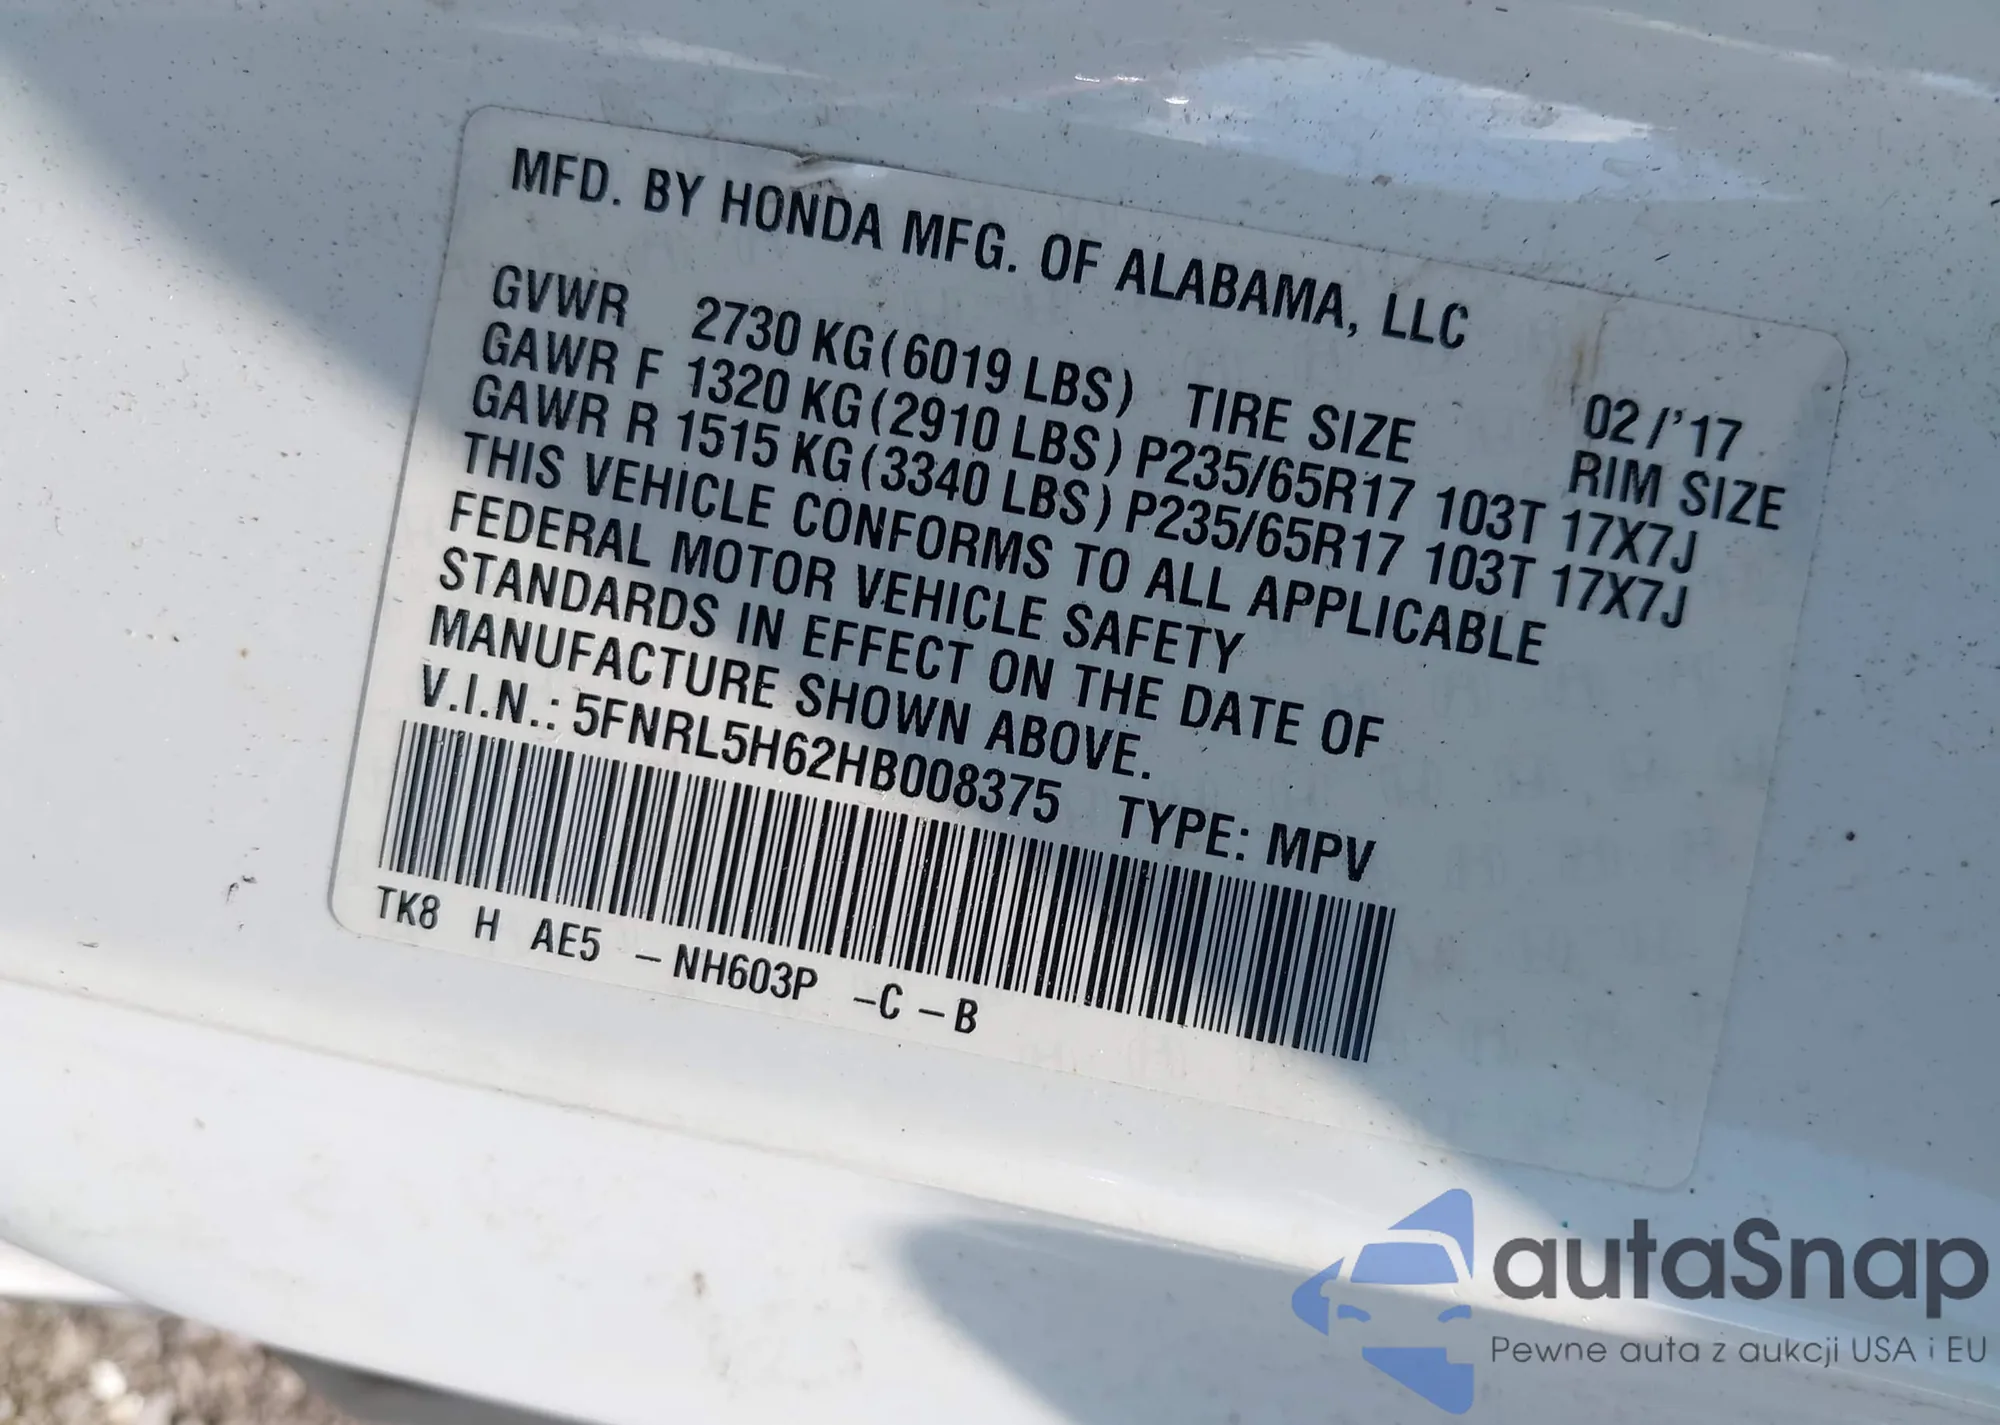 MFD. BY HONDA MFG. OF ALABAMA, LLC
GVWR 2730 KG (6019 LBS) TIRE SIZE 02/'17 RIM SIZE
GAWR F 1320 KG (2910 LBS) P235/65R17 103T 17X7J
GAWR R 1515 KG (3340 LBS) P235/65R17 103T 17X7J
THIS VEHICLE CONFORMS TO ALL APPLICABLE
FEDERAL MOTOR VEHICLE SAFETY
STANDARDS IN EFFECT ON THE DATE OF
MANUFACTURE SHOWN ABOVE.
V.I.N.: 5FNRL5H62HB008375 TYPE: MPV
TK8 H AE5 – NH603P –C – B
autaSnap
Pewne auta z aukcji USA i EU